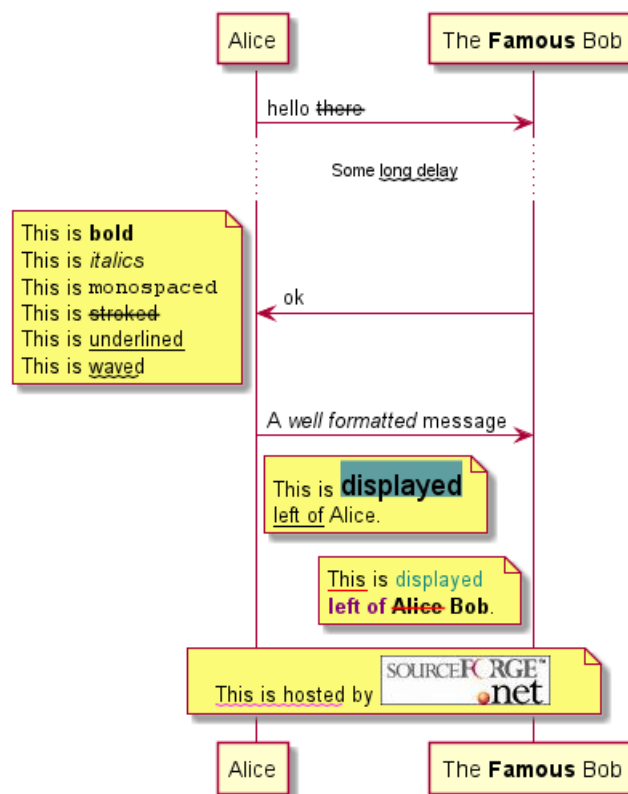 Alice
The Famous Bob
hello there
Some long delay
This is bold
This is italics
This is monospaced
This is stroked
This is underlined
This is waved
ok
A well formatted message
This is displayed
left of Alice.
This is displayed
left of Alice Bob.
This is hosted by SOURCEFORGE™
.net
Alice
The Famous Bob